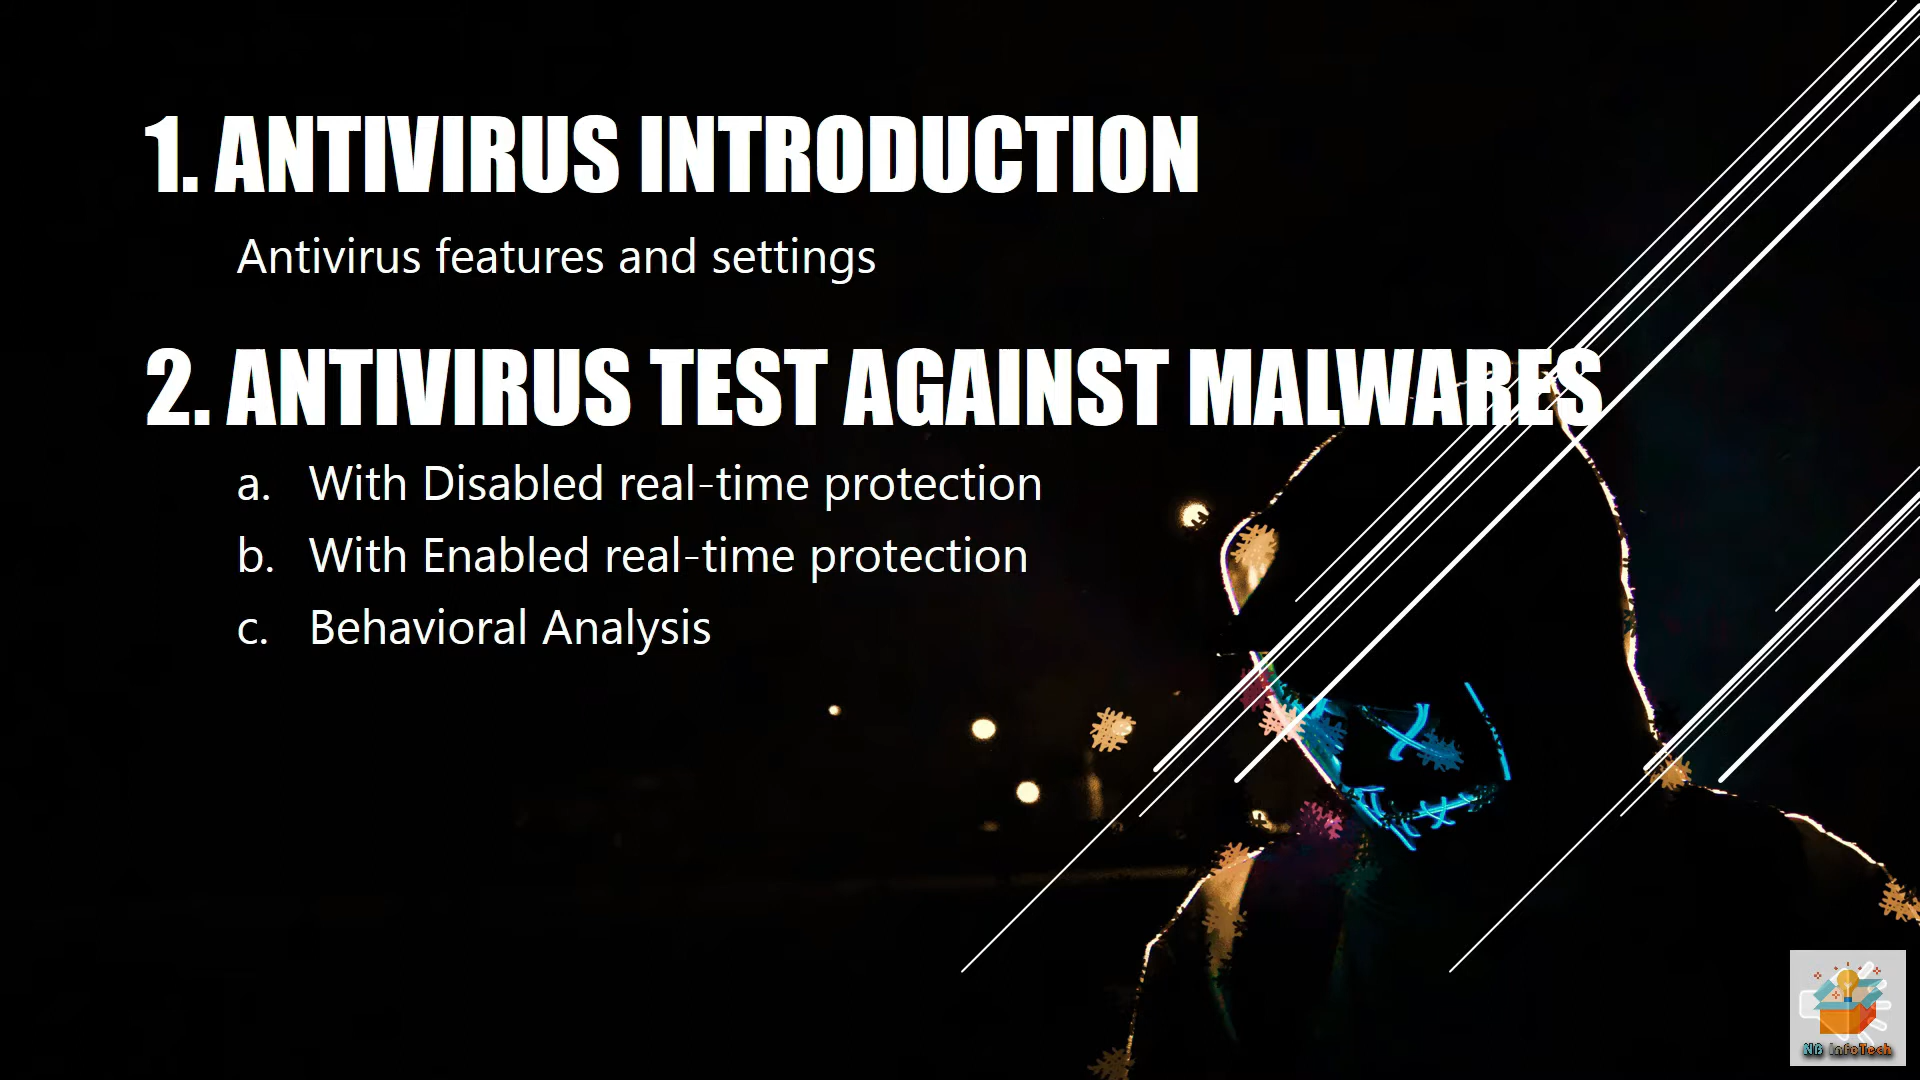 1. ANTIVIRUS INTRODUCTION
Antivirus features and settings
2. ANTIVIRUS TEST AGAINST MALWARES
a. With Disabled real-time protection
b. With Enabled real-time protection
c. Behavioral Analysis
NB InfoTech